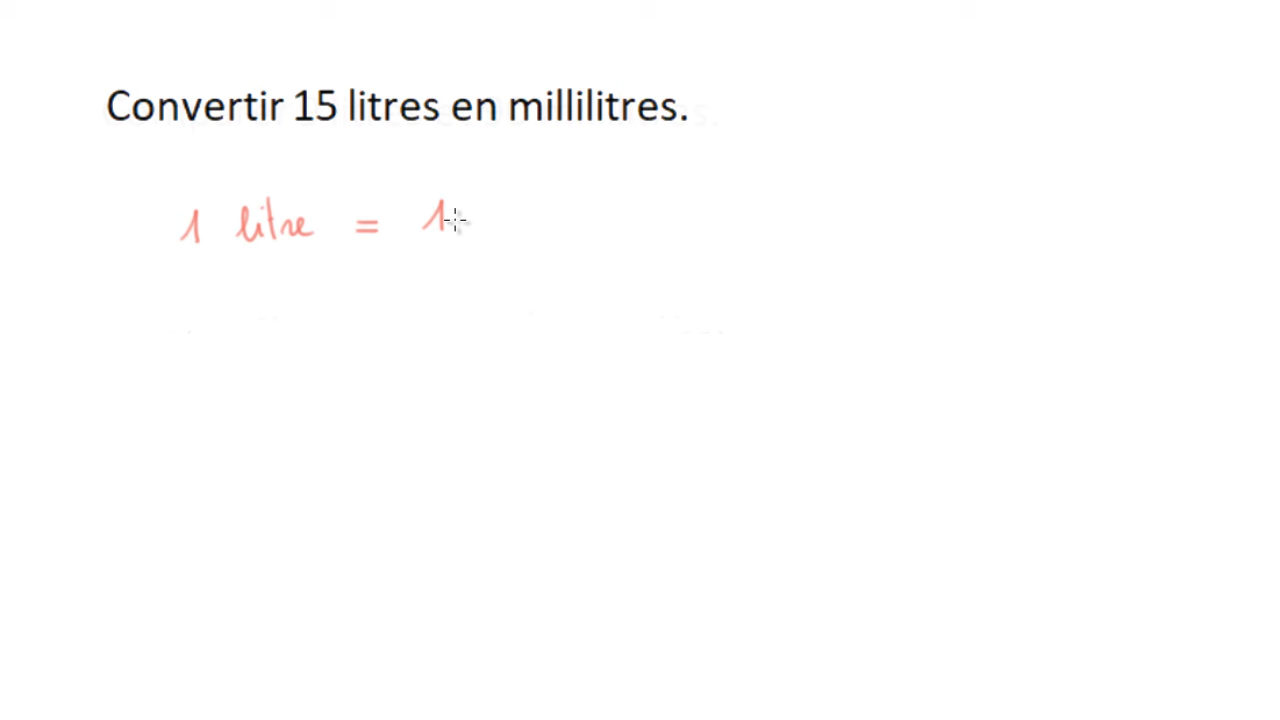 Convertir 15 litres en millilitres.
1 litre = 1